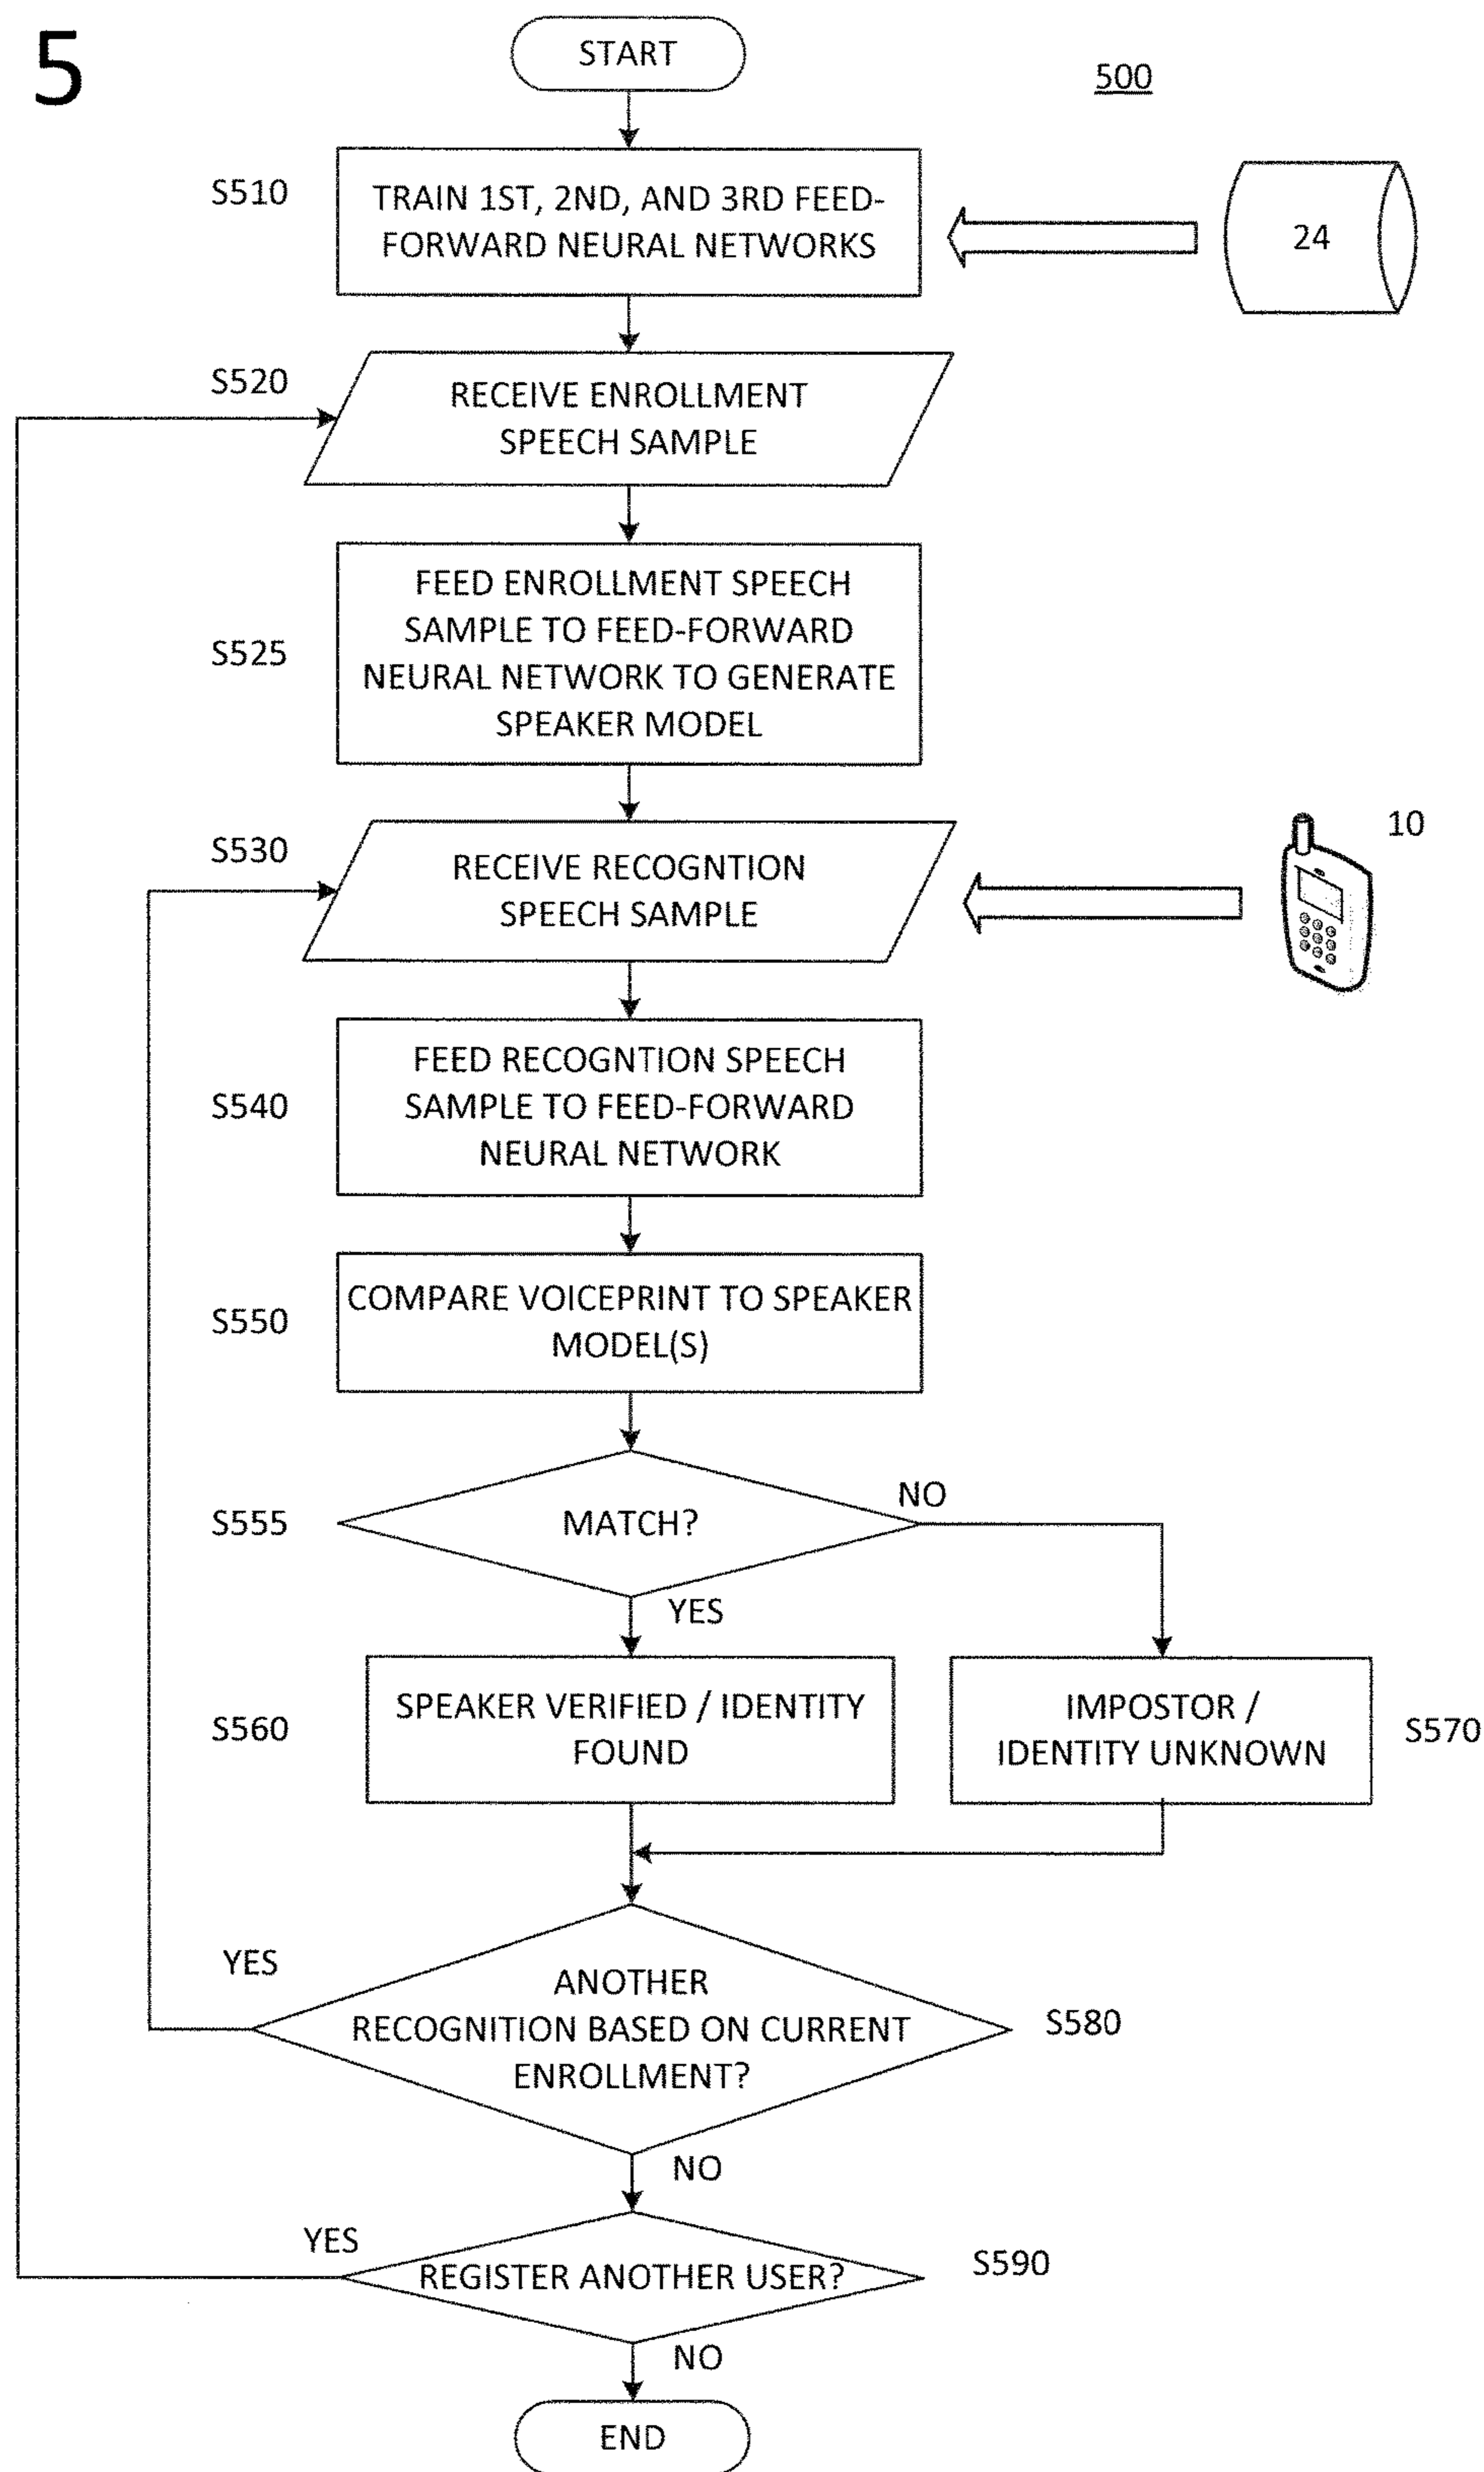 5
START
500
S510
TRAIN 1ST, 2ND, AND 3RD FEED-
FORWARD NEURAL NETWORKS
24
S520
RECEIVE ENROLLMENT
SPEECH SAMPLE
S525
FEED ENROLLMENT SPEECH
SAMPLE TO FEED-FORWARD
NEURAL NETWORK TO GENERATE
SPEAKER MODEL
S530
RECEIVE RECOGNTION
SPEECH SAMPLE
10
S540
FEED RECOGNTION SPEECH
SAMPLE TO FEED-FORWARD
NEURAL NETWORK
S550
COMPARE VOICEPRINT TO SPEAKER
MODEL(S)
S555
MATCH?
NO
YES
S560
SPEAKER VERIFIED / IDENTITY
FOUND
IMPOSTOR /
IDENTITY UNKNOWN
S570
YES
ANOTHER
RECOGNITION BASED ON CURRENT
ENROLLMENT?
S580
NO
YES
REGISTER ANOTHER USER?
S590
NO
END